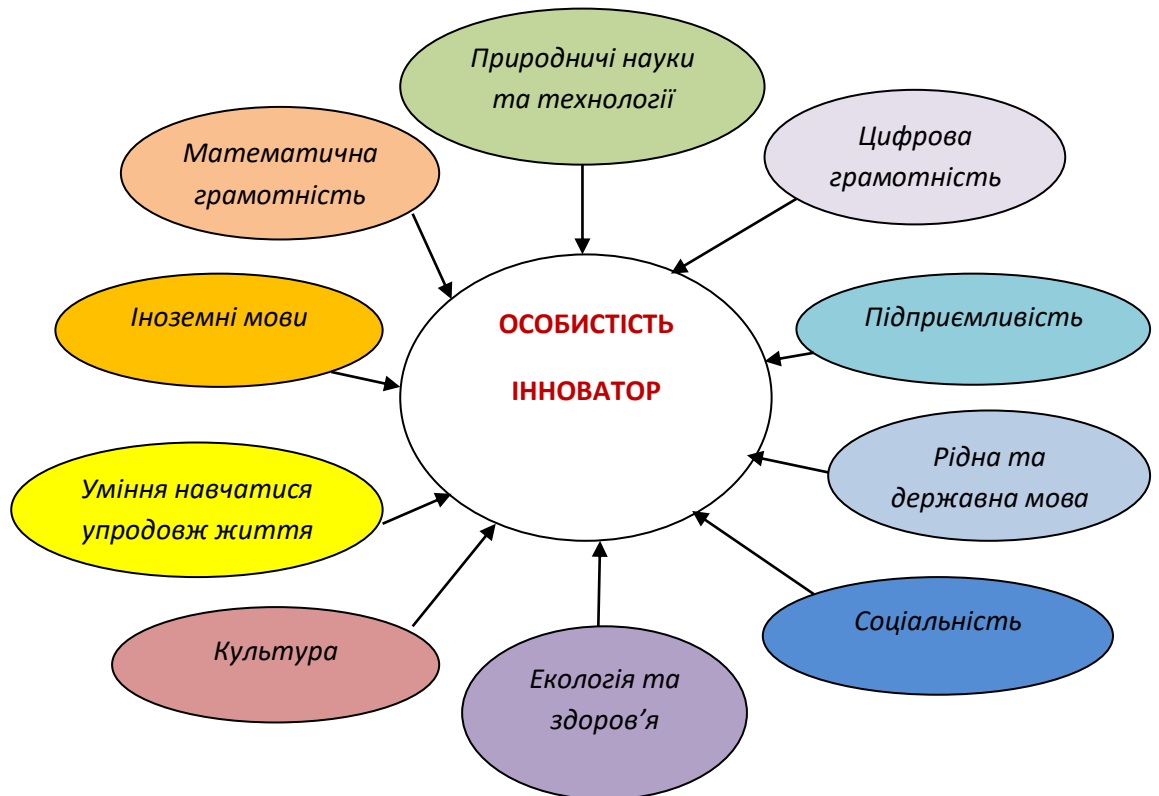 Природничі науки
та технології
Математична
грамотність
Цифрова
грамотність
Іноземні мови
ОСОБИСТІСТЬ
ІННОВАТОР
Підприємливість
Уміння навчатися
упродовж життя
Рідна та
державна мова
Культура
Соціальність
Екологія та
здоров’я